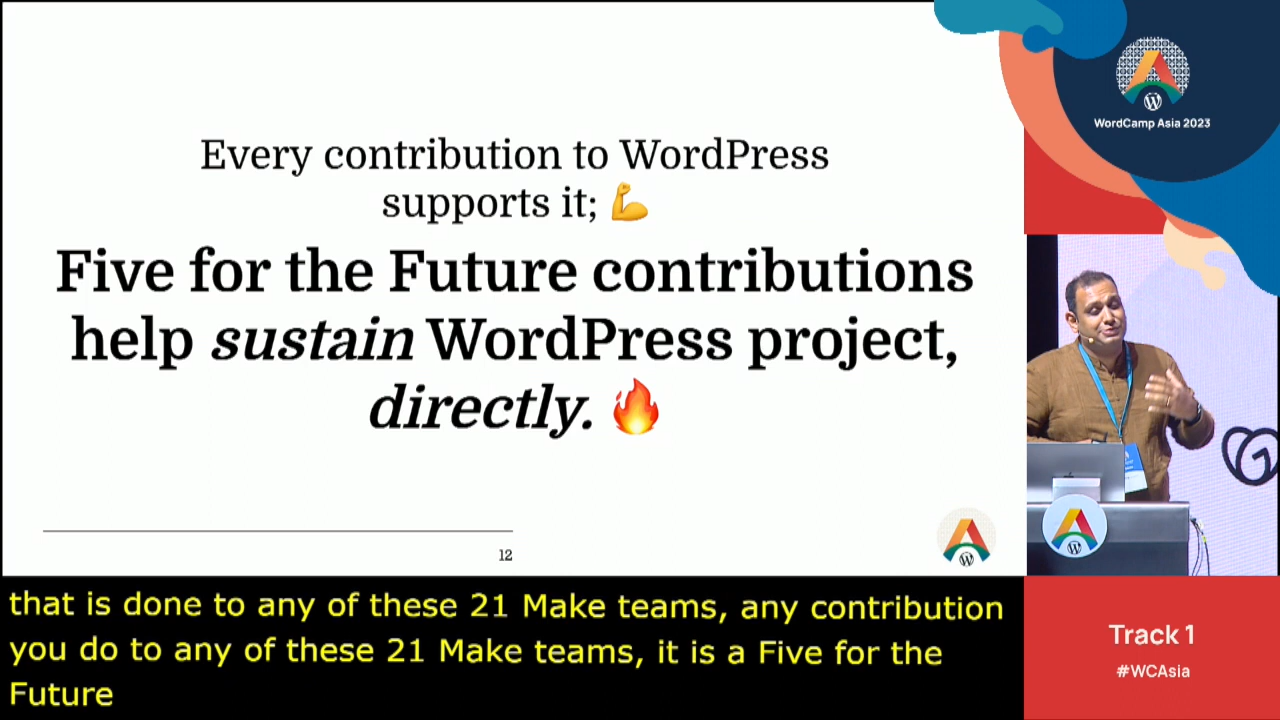 Every contribution to WordPress
supports it; 💪
Five for the Future contributions
help sustain WordPress project,
directly. 🔥
12
WordCamp Asia 2023
that is done to any of these 21 Make teams, any contribution
you do to any of these 21 Make teams, it is a Five for the
Future
Track 1
#WCAsia